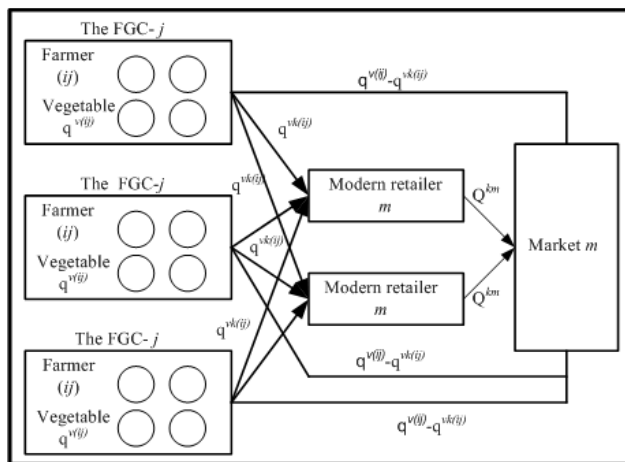 The FGC- j
Farmer
(ij)
Vegetable
q^v(ij)
The FGC-j
Farmer
(ij)
Vegetable
q^v(ij)
The FGC- j
Farmer
(ij)
Vegetable
q^v(ij)
q^v(ij)-q^vk(ij)
q^vk(ij)
q^vk(ij)
q^vk(ij)
q^vk(ij)
Modern retailer
m
Modern retailer
m
Q^km
Q^km
Market m
q^v(ij)-q^vk(ij)
q^v(ij)-q^vk(ij)